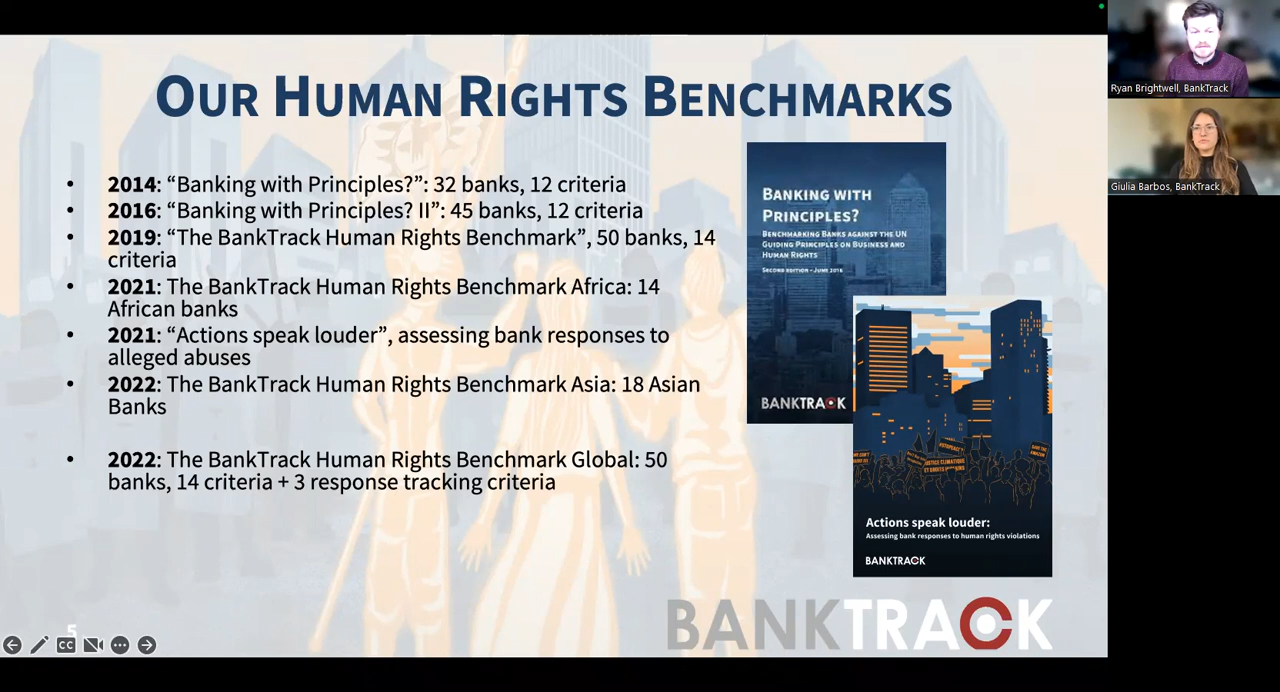 OUR HUMAN RIGHTS BENCHMARKS
• 2014: “Banking with Principles?”: 32 banks, 12 criteria
• 2016: “Banking with Principles? II”: 45 banks, 12 criteria
• 2019: “The BankTrack Human Rights Benchmark”, 50 banks, 14
criteria
• 2021: The BankTrack Human Rights Benchmark Africa: 14
African banks
• 2021: “Actions speak louder”, assessing bank responses to
alleged abuses
• 2022: The BankTrack Human Rights Benchmark Asia: 18 Asian
Banks
• 2022: The BankTrack Human Rights Benchmark Global: 50
banks, 14 criteria + 3 response tracking criteria
BANKING WITH
PRINCIPLES?
BENCHMARKING BANKS AGAINST THE UN
GUIDING PRINCIPLES ON BUSINESS AND
HUMAN RIGHTS
SECOND EDITION - JUNE 2016
BANKTRACK
JUSTICE CLIMATIQUE
Actions speak louder:
Assessing bank responses to human rights violations
BANKTRACK
BANKTRACK
5
CC
Ryan Brightwell, BankTrack
Giulia Barbos, BankTrack